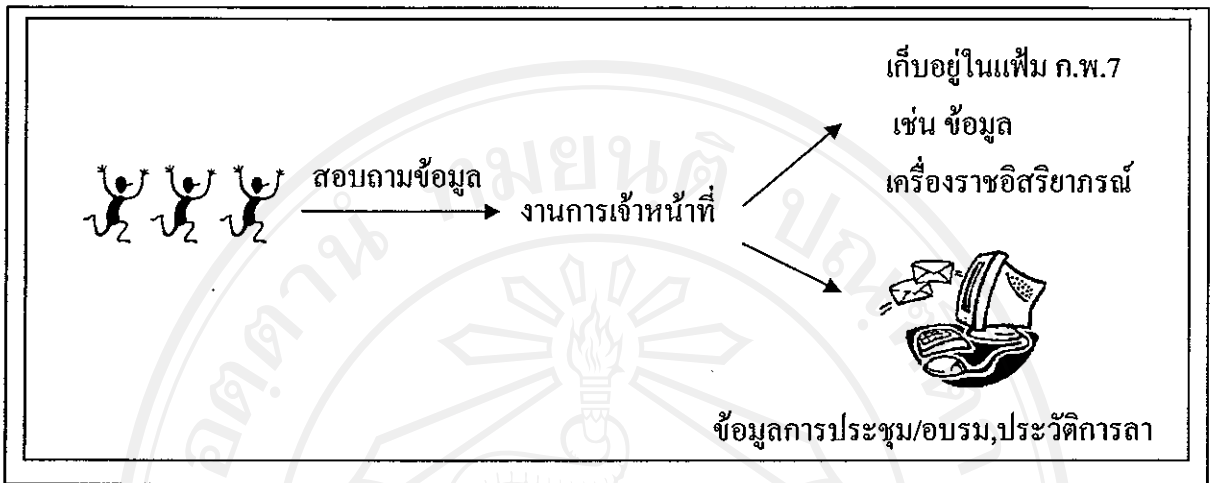 เก็บอยู่ในแฟ้ม ก.พ.7
เช่น ข้อมูล
เครื่องราชอิสริยาภรณ์
สอบถามข้อมูล
งานการเจ้าหน้าที่
ข้อมูลการประชุม/อบรม,ประวัติการลา